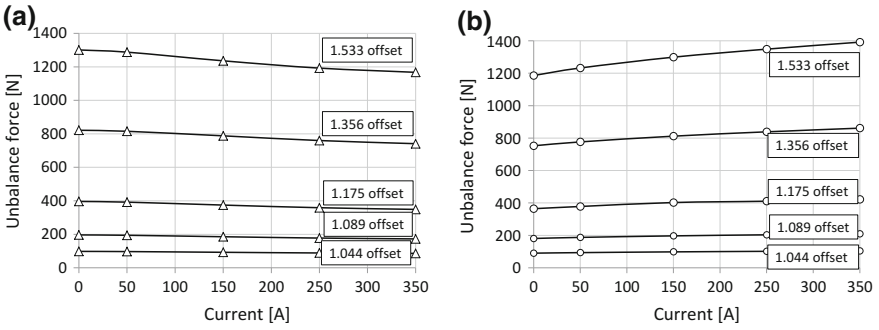 (a)
Unbalance force [N]
1400
1200
1000
800
600
400
200
0
1.533 offset
1.356 offset
1.175 offset
1.089 offset
1.044 offset
0 50 100 150 200 250 300 350
Current [A]
(b)
Unbalance force [N]
1400
1200
1000
800
600
400
200
0
1.533 offset
1.356 offset
1.175 offset
1.089 offset
1.044 offset
0 50 100 150 200 250 300 350
Current [A]